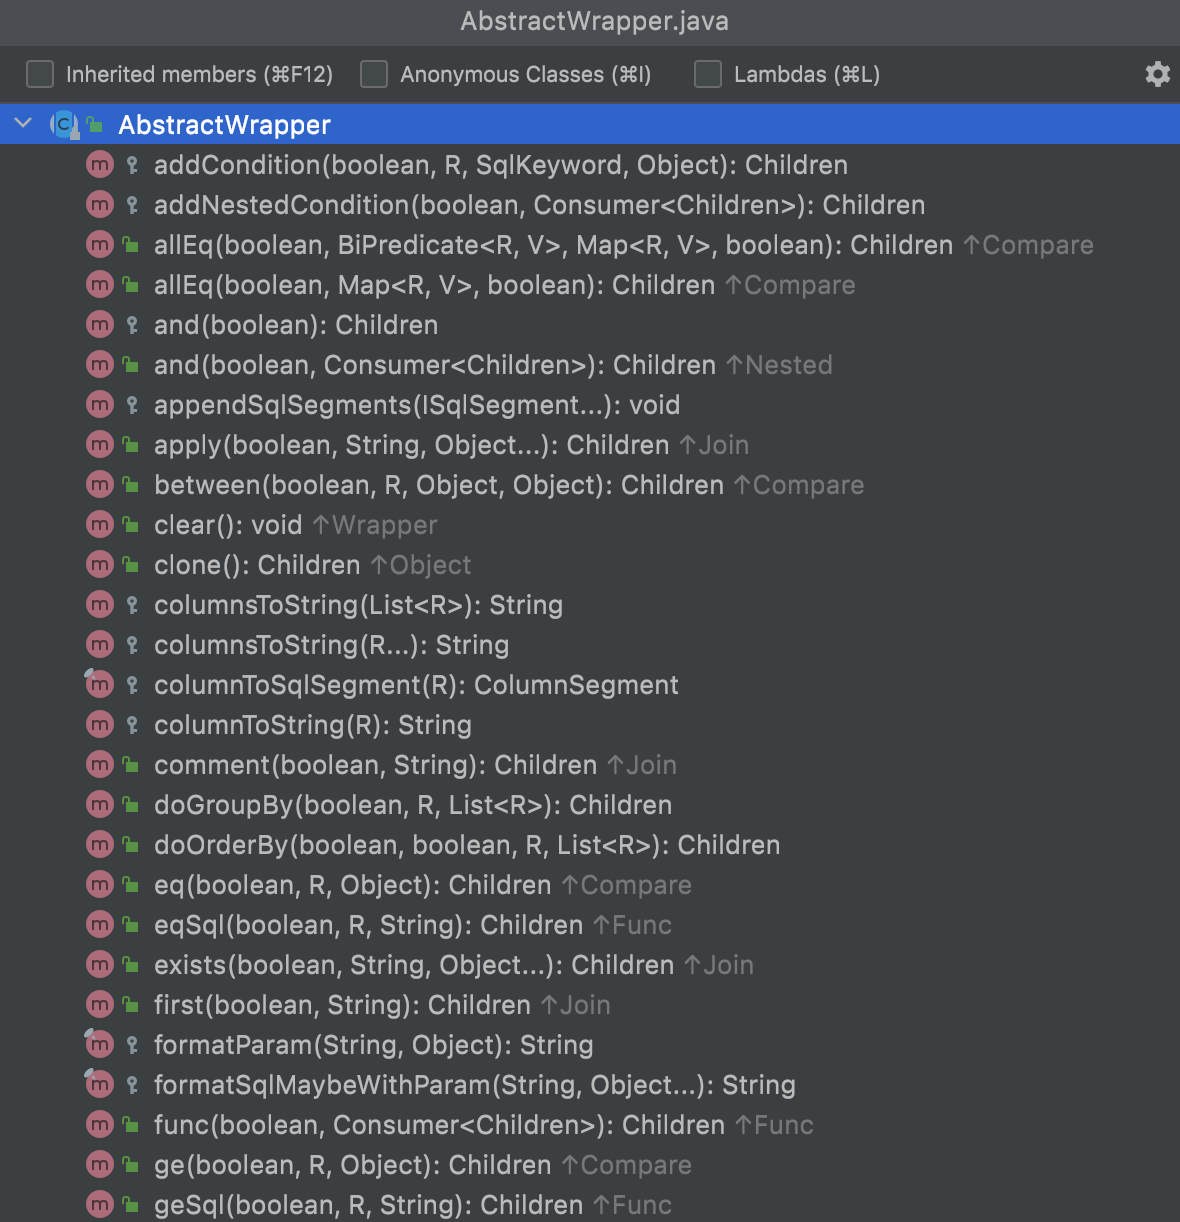 AbstractWrapper.java
Inherited members (⌘F12) Anonymous Classes (⌘I) Lambdas (⌘L)
AbstractWrapper
addCondition(boolean, R, SqlKeyword, Object): Children
addNestedCondition(boolean, Consumer<Children>): Children
allEq(boolean, BiPredicate<R, V>, Map<R, V>, boolean): Children ↑Compare
allEq(boolean, Map<R, V>, boolean): Children ↑Compare
and(boolean): Children
and(boolean, Consumer<Children>): Children ↑Nested
appendSqlSegments(ISqlSegment...): void
apply(boolean, String, Object...): Children ↑Join
between(boolean, R, Object, Object): Children ↑Compare
clear(): void ↑Wrapper
clone(): Children ↑Object
columnsToString(List<R>): String
columnsToString(R...): String
columnToSqlSegment(R): ColumnSegment
columnToString(R): String
comment(boolean, String): Children ↑Join
doGroupBy(boolean, R, List<R>): Children
doOrderBy(boolean, boolean, R, List<R>): Children
eq(boolean, R, Object): Children ↑Compare
eqSql(boolean, R, String): Children ↑Func
exists(boolean, String, Object...): Children ↑Join
first(boolean, String): Children ↑Join
formatParam(String, Object): String
formatSqlMaybeWithParam(String, Object...): String
func(boolean, Consumer<Children>): Children ↑Func
ge(boolean, R, Object): Children ↑Compare
geSql(boolean, R, String): Children ↑Func